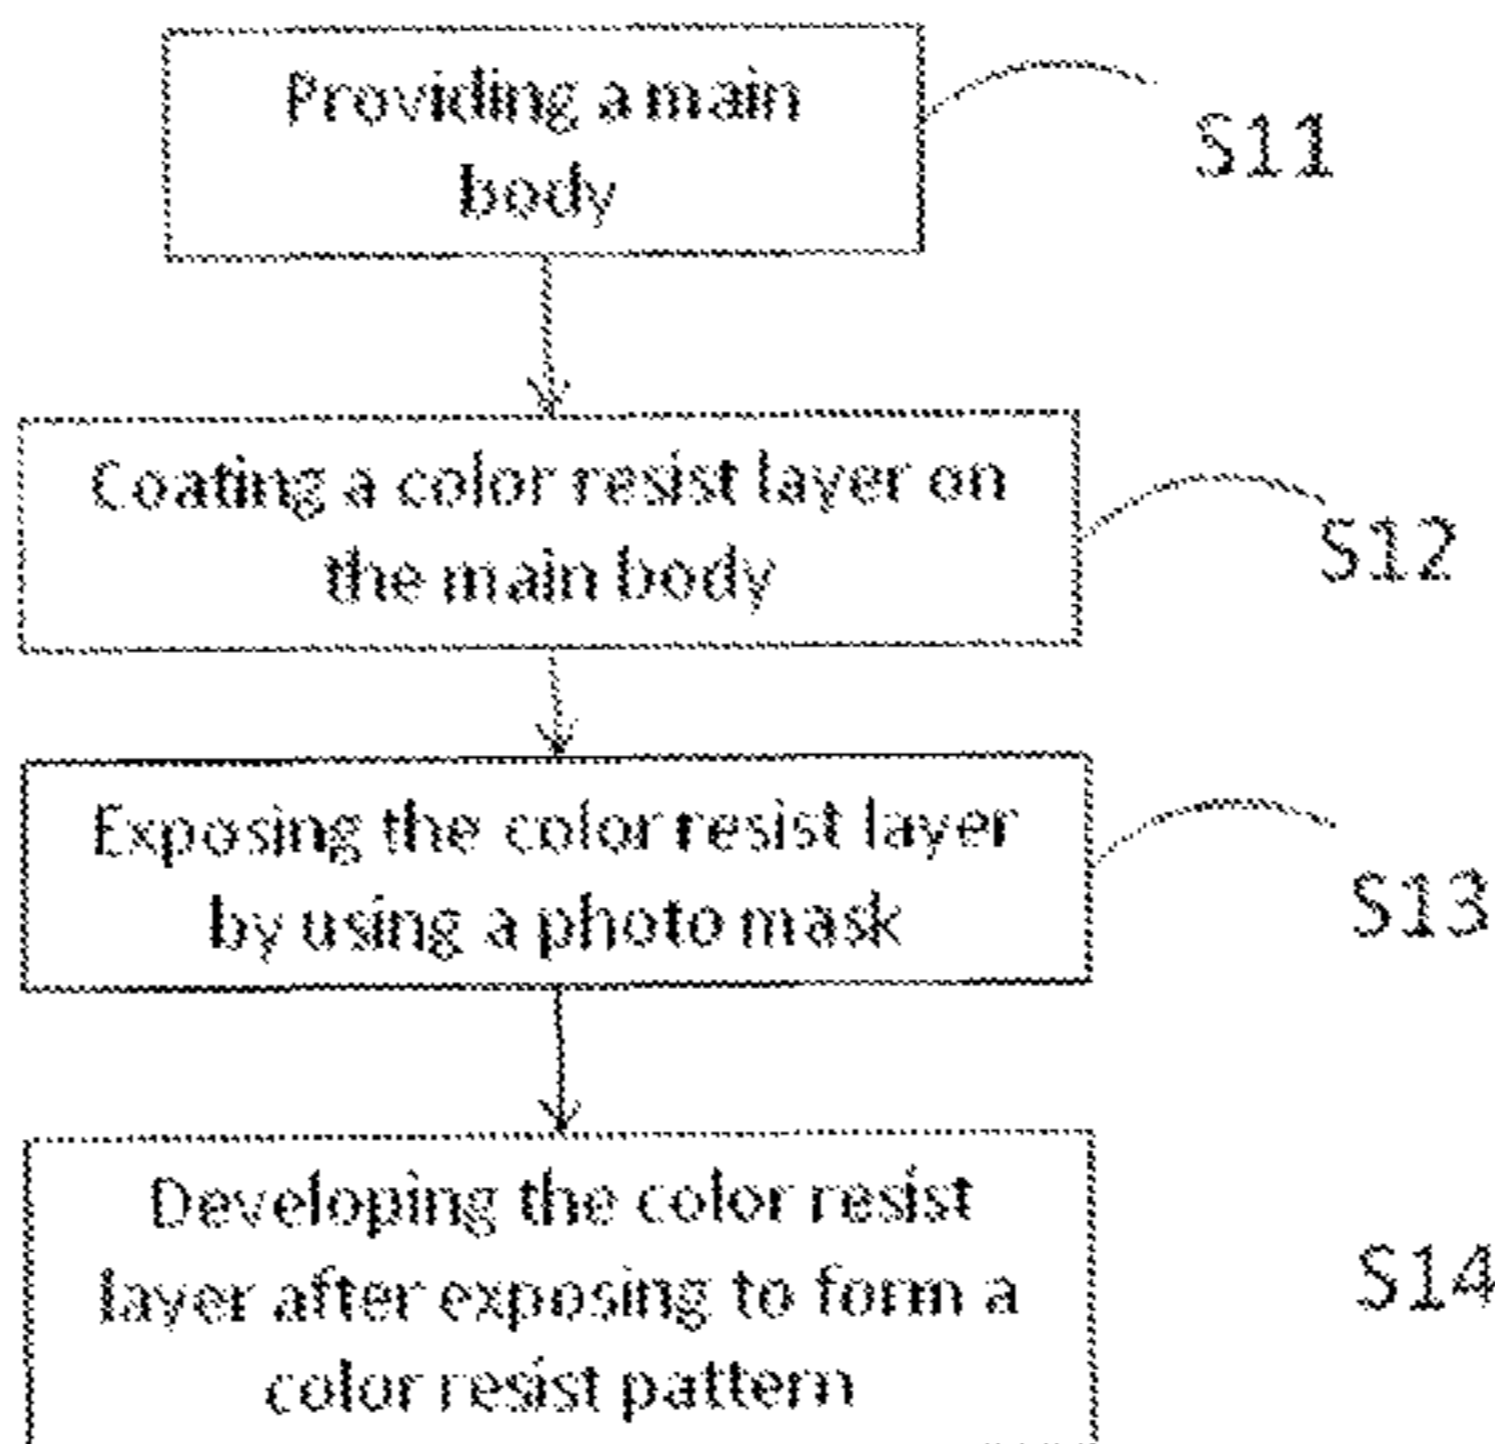 Providing a main
body
S11
Coating a color resist layer on
the main body
S12
Exposing the color resist layer
by using a photo mask
S13
Developing the color resist
layer after exposing to form a
color resist pattern
S14